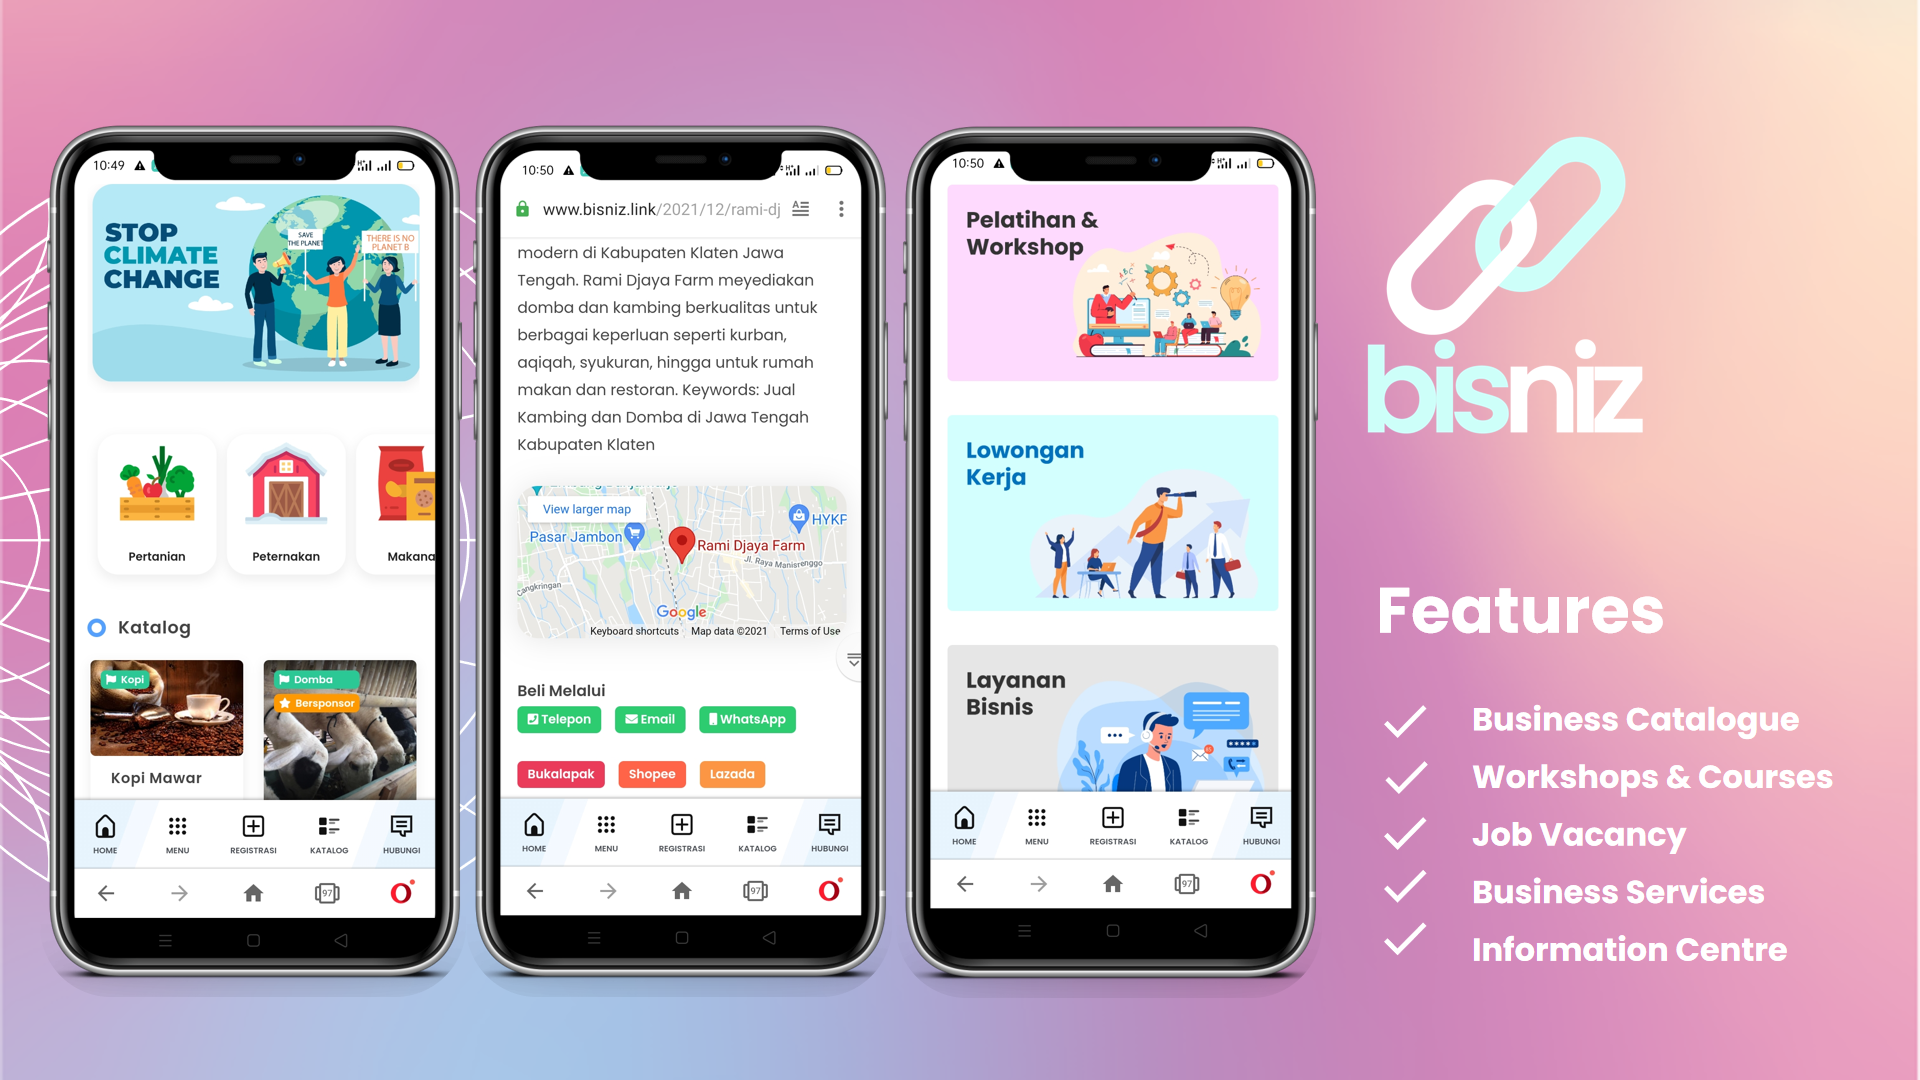 10:49
STOP
CLIMATE
CHANGE
SAVE
THE PLANET
THERE IS NO
PLANET B
Pertanian
Peternakan
Makana
Katalog
Kopi
Kopi Mawar
Domba
Bersponsor
HOME
MENU
REGISTRASI
KATALOG
HUBUNGI
97
10:50
www.bisniz.link/2021/12/rami-dj
modern di Kabupaten Klaten Jawa
Tengah. Rami Djaya Farm meyediakan
domba dan kambing berkualitas untuk
berbagai keperluan seperti kurban,
aqiqah, syukuran, hingga untuk rumah
makan dan restoran. Keywords: Jual
Kambing dan Domba di Jawa Tengah
Kabupaten Klaten
View larger map
HYKP
Pasar Jambon
Rami Djaya Farm
Jl. Raya Manisrenggo
Cangkringan
Google
Keyboard shortcuts
Map data ©2021
Terms of Use
Beli Melalui
Telepon
Email
WhatsApp
Bukalapak
Shopee
Lazada
HOME
MENU
REGISTRASI
KATALOG
HUBUNGI
97
10:50
Pelatihan &
Workshop
ABC
Lowongan
Kerja
Layanan
Bisnis
HOME
MENU
REGISTRASI
KATALOG
HUBUNGI
97
bisniz
Features
Business Catalogue
Workshops & Courses
Job Vacancy
Business Services
Information Centre